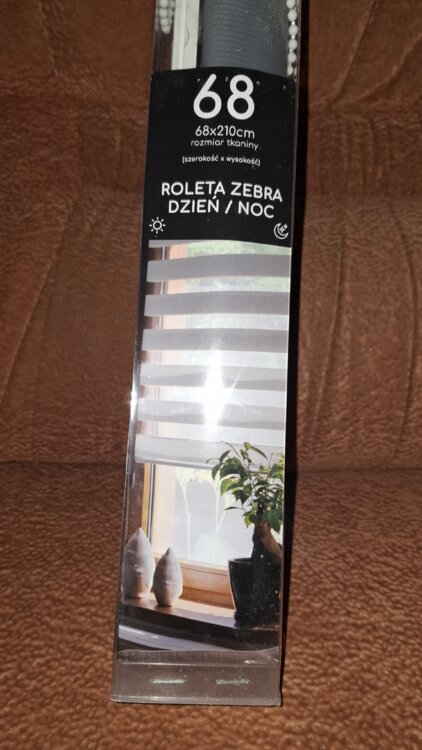 68
68x210cm
rozmiar tkaniny
(szerokość x wysokość)
ROLETA ZEBRA
DZIEŃ / NOC